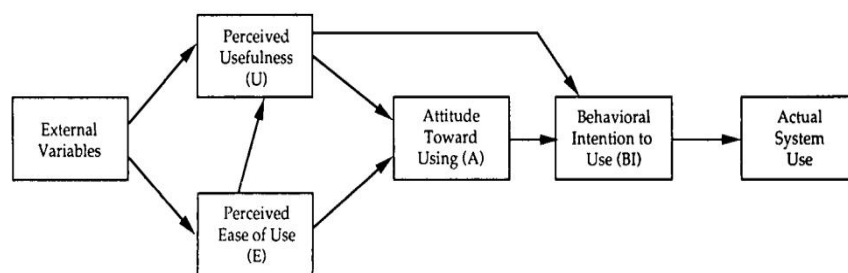 Perceived
Usefulness
(U)
External
Variables
Attitude
Toward
Using (A)
Behavioral
Intention to
Use (BI)
Actual
System
Use
Perceived
Ease of Use
(E)